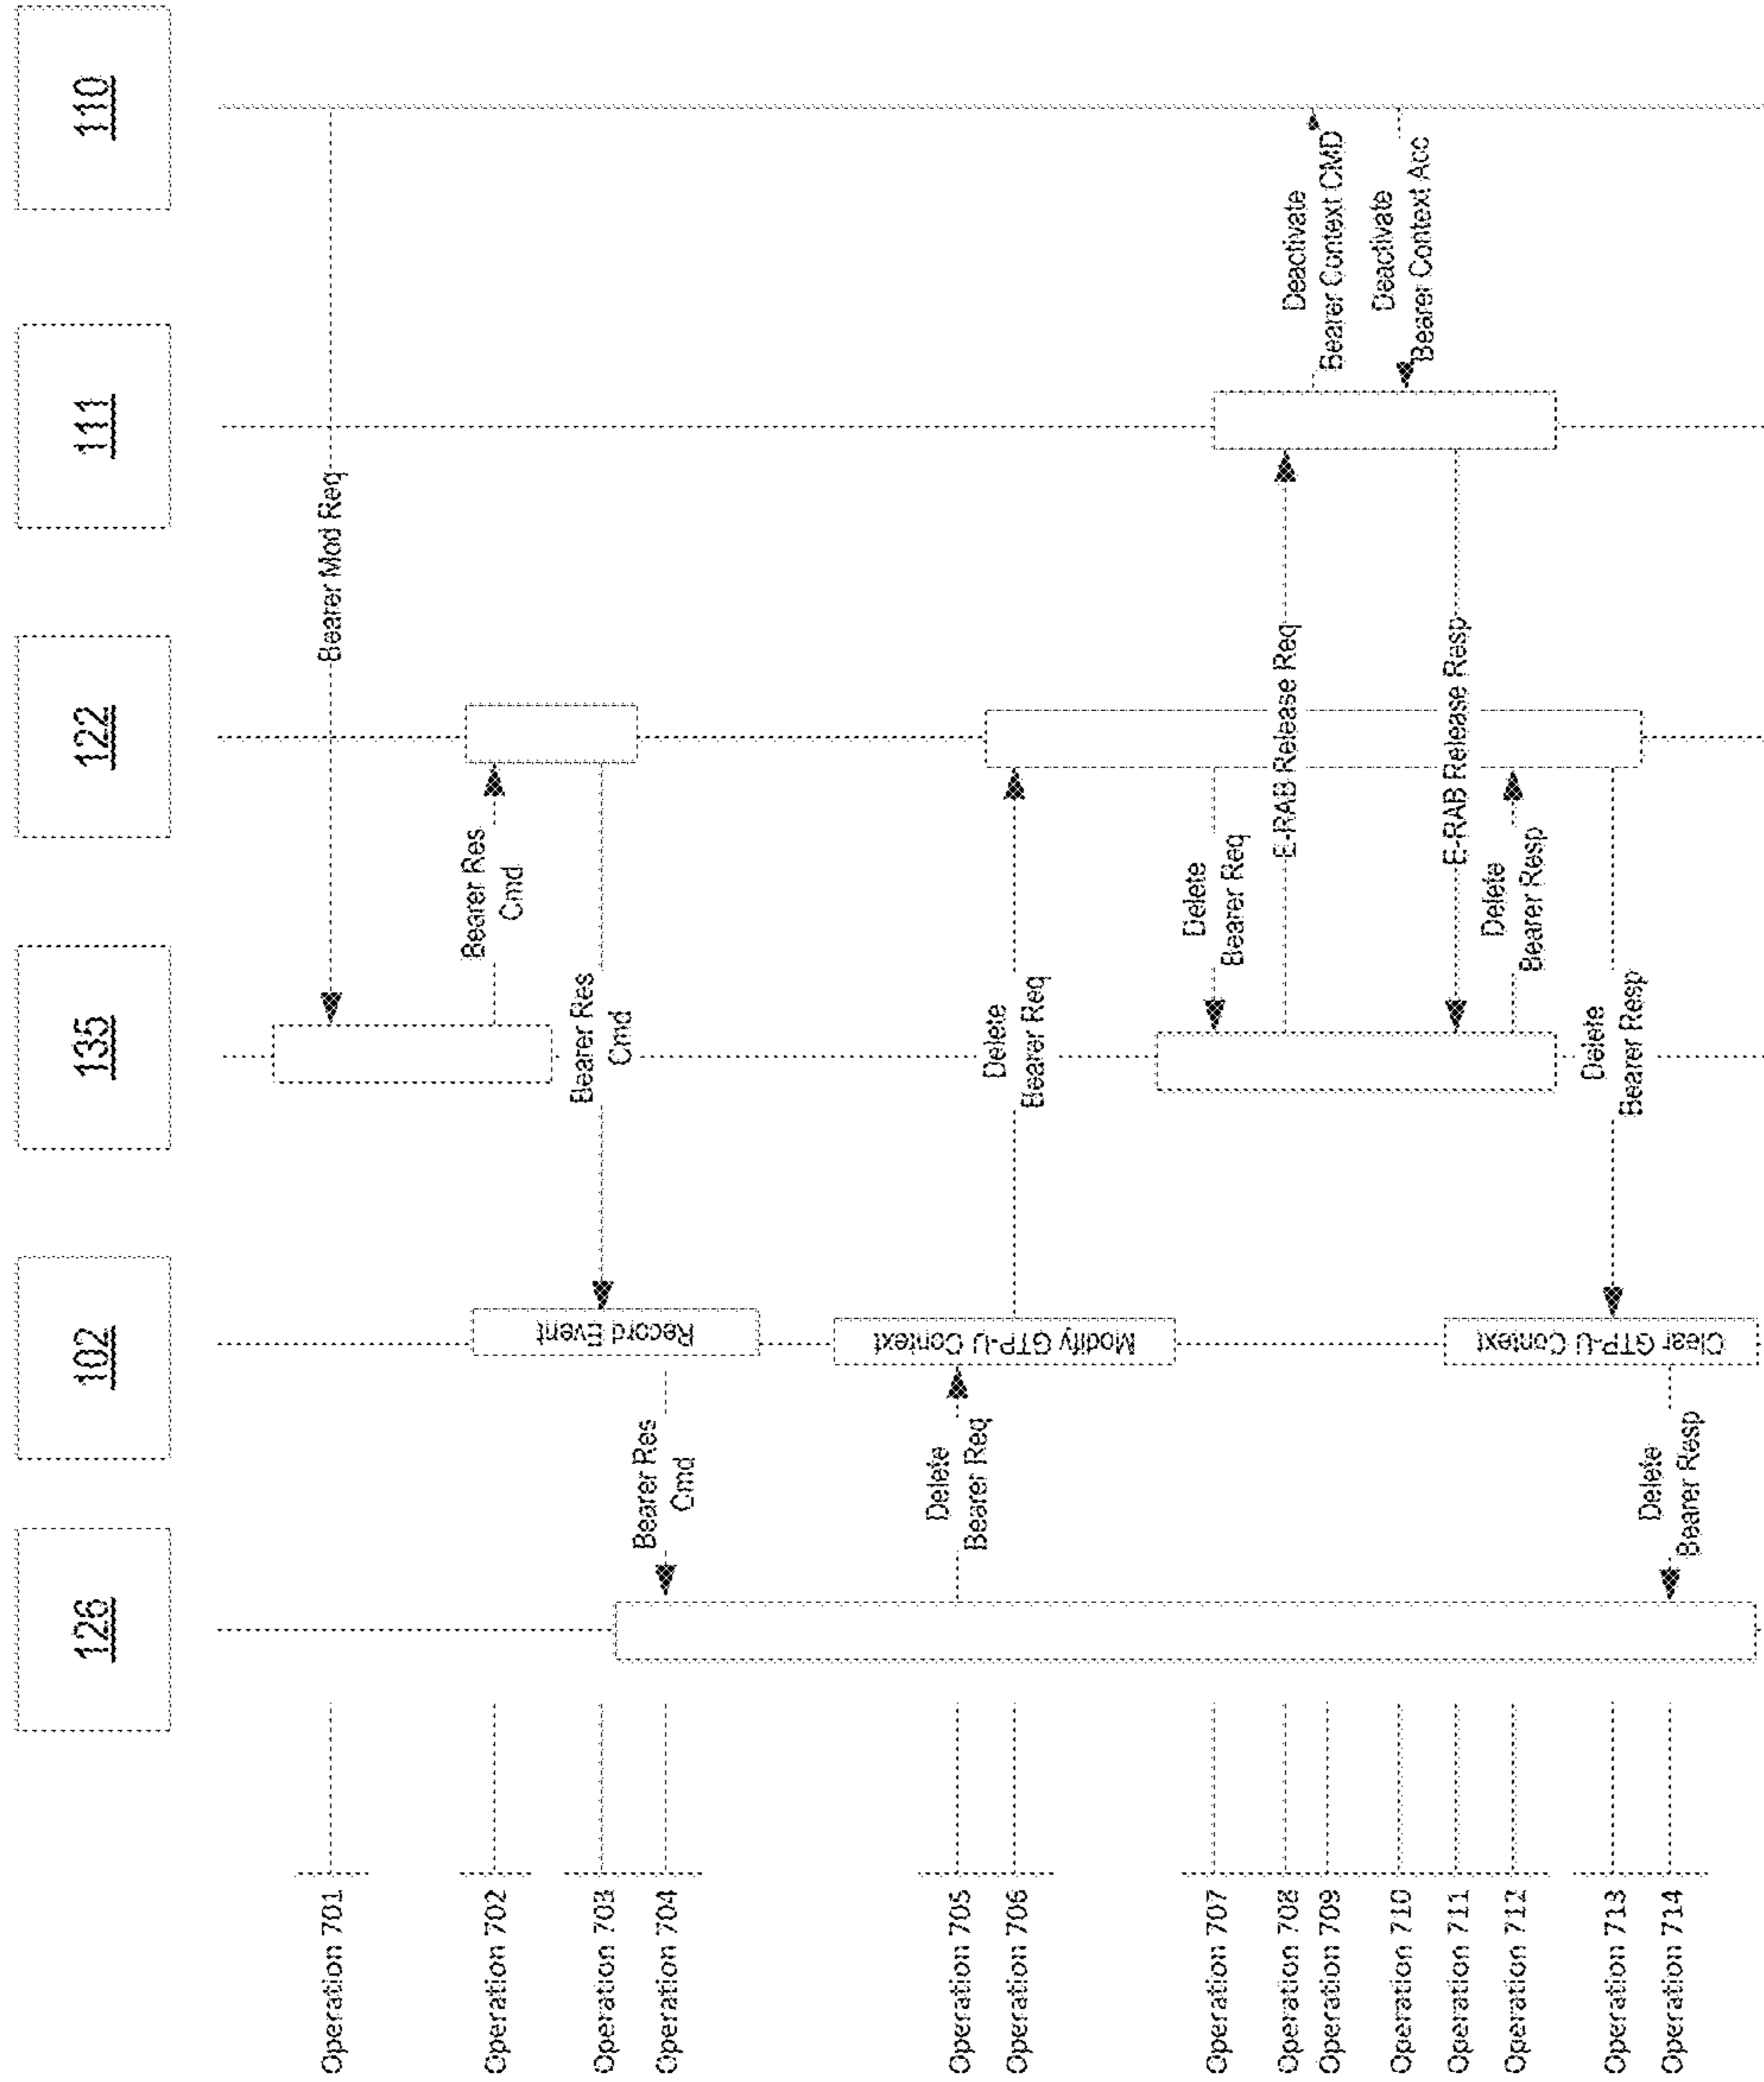 126
102
135
122
111
110
Operation 701
Bearer Mod Req
Operation 702
Bearer Res
Cmd
Operation 703
Bearer Res
Cmd
Record Event
Operation 704
Bearer Res
Cmd
Operation 705
Delete
Bearer Req
Modify GTP-U Context
Operation 706
Delete
Bearer Req
Operation 707
Delete
Bearer Req
Operation 708
E-RAB Release Req
Operation 709
Deactivate
Bearer Context CMD
Operation 710
Deactivate
Bearer Context Acc
Operation 711
E-RAB Release Resp
Operation 712
Delete
Bearer Resp
Operation 713
Delete
Bearer Resp
Clear GTP-U Context
Operation 714
Delete
Bearer Resp